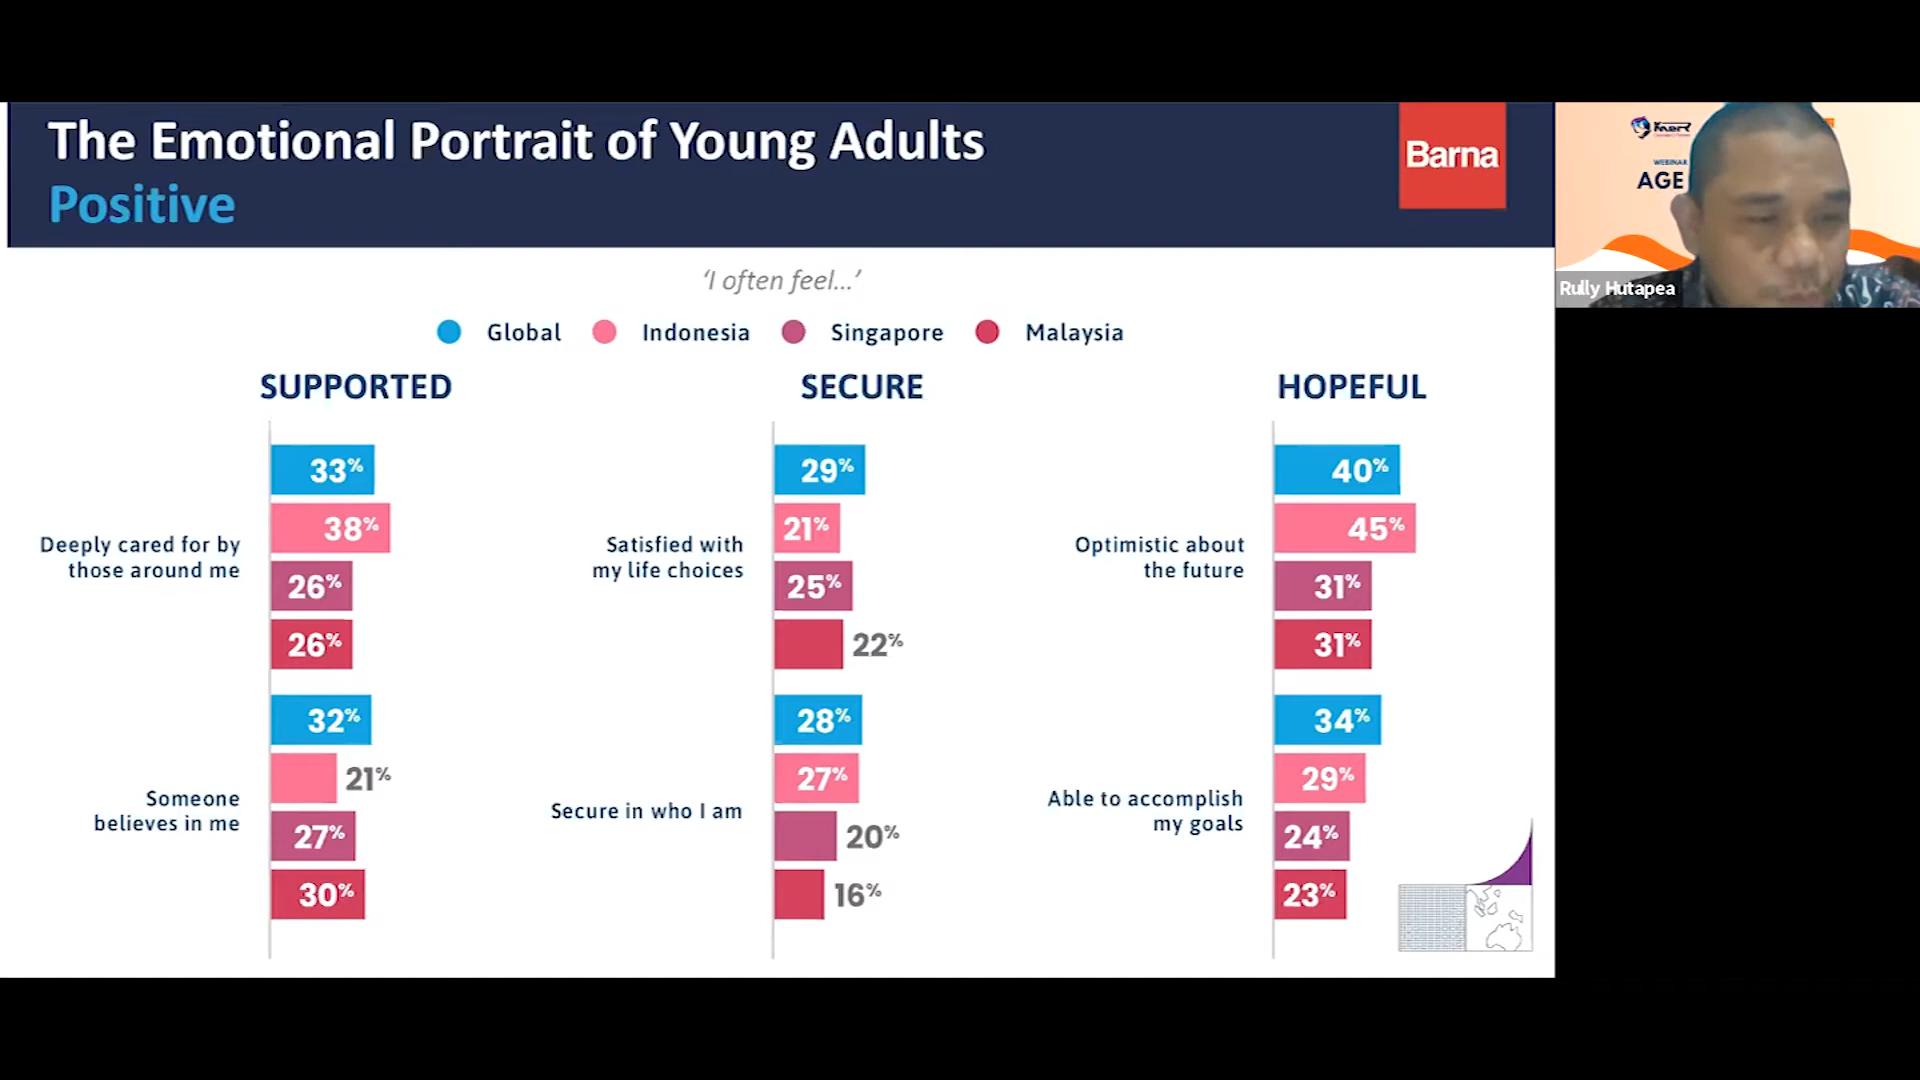 The Emotional Portrait of Young Adults
Positive
Barna
WEBINAR
AGE
Rully Hutapea
‘I often feel...’
Global Indonesia Singapore Malaysia
SUPPORTED
33%
38%
26%
26%
Deeply cared for by
those around me
32%
21%
27%
30%
Someone
believes in me
SECURE
29%
21%
25%
22%
Satisfied with
my life choices
28%
27%
20%
16%
Secure in who I am
HOPEFUL
40%
45%
31%
31%
Optimistic about
the future
34%
29%
24%
23%
Able to accomplish
my goals